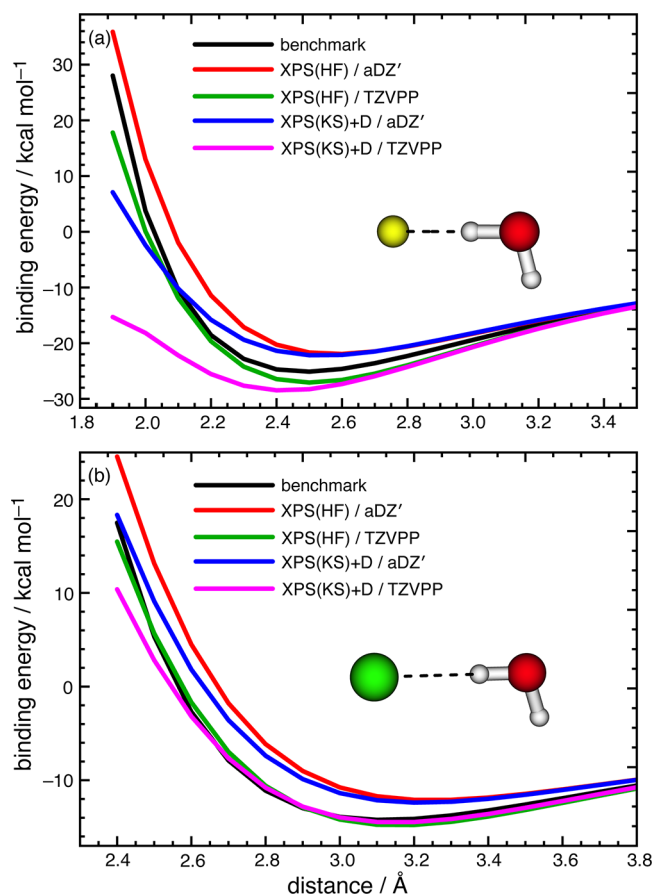 (a)
benchmark
XPS(HF) / aDZ′
XPS(HF) / TZVPP
XPS(KS)+D / aDZ′
XPS(KS)+D / TZVPP
binding energy / kcal mol⁻¹
30
20
10
0
−10
−20
−30
1.8 2.0 2.2 2.4 2.6 2.8 3.0 3.2 3.4
(b)
benchmark
XPS(HF) / aDZ′
XPS(HF) / TZVPP
XPS(KS)+D / aDZ′
XPS(KS)+D / TZVPP
binding energy / kcal mol⁻¹
20
10
0
−10
2.4 2.6 2.8 3.0 3.2 3.4 3.6 3.8
distance / Å